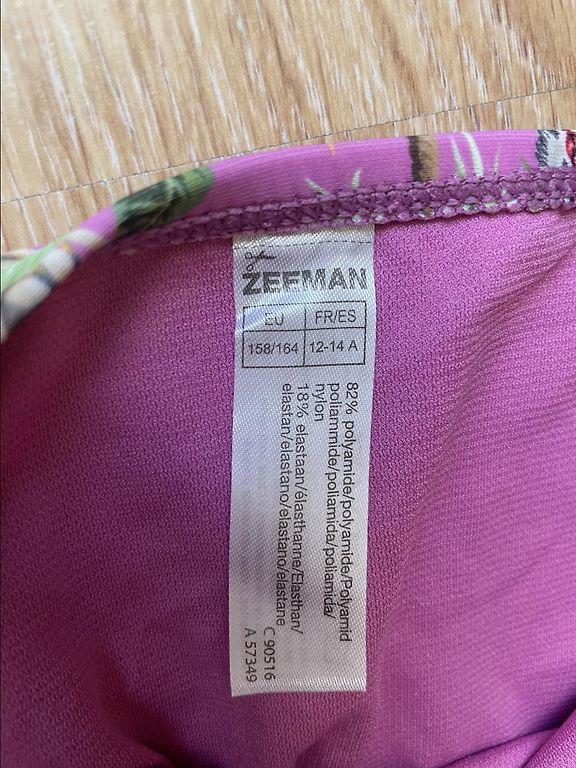 ZEEMAN
EU FR/ES
158/164 12-14 A
82% polyamide/polyamide/Polyamid
poliammide/poliamida/poliamida/
nylon
18% elastaan/élasthanne/Elasthan/
elastan/elastano/elastano/elastane
C 90516
A 57349